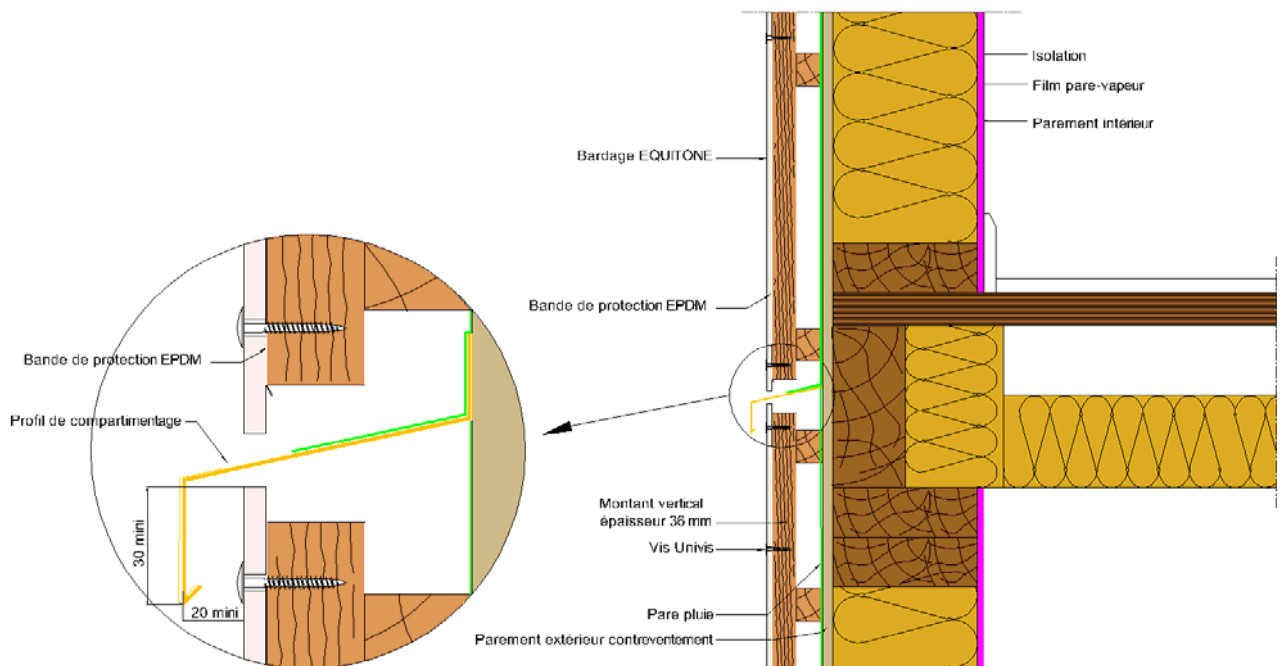 Isolation
Film pare-vapeur
Parement intérieur
Bardage EQUITONE
Bande de protection EPDM
Bande de protection EPDM
Profil de compartimentage
30 mini
20 mini
Montant vertical
épaisseur 36 mm
Vis Univis
Pare pluie
Parement extérieur contreventement